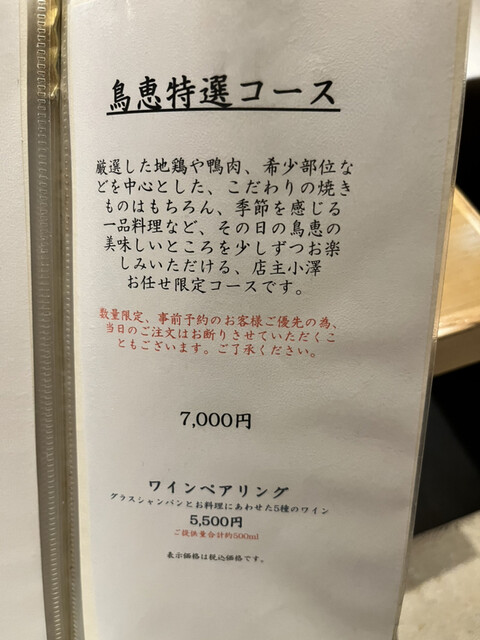 鳥恵特選コース
厳選した地鶏や鴨肉、希少部位な
どを中心とした、こだわりの焼き
ものはもちろん、季節を感じる
一品料理など、その日の鳥恵の
美味しいところを少しずつお楽
しみいただける、店主小澤
お任せ限定コースです。
数量限定、事前予約のお客様ご優先の為、
当日のご注文はお断りさせていただくこ
ともございます。ご了承ください。
7,000円
ワインペアリング
グラスシャンパンとお料理にあわせた5種のワイン
5,500円
ご提供量合計約500ml
表示価格は税込価格です。